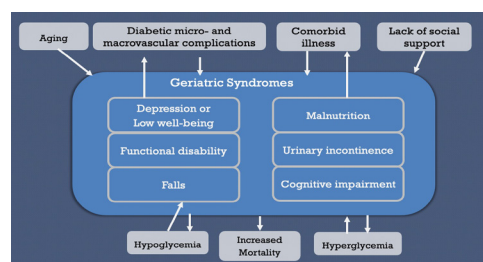 Aging
Diabetic micro- and
macrovascular complications
Comorbid
illness
Lack of social
support
Geriatric Syndromes
Depression or
Low well-being
Malnutrition
Functional disability
Urinary incontinence
Falls
Cognitive impairment
Hypoglycemia
Increased
Mortality
Hyperglycemia